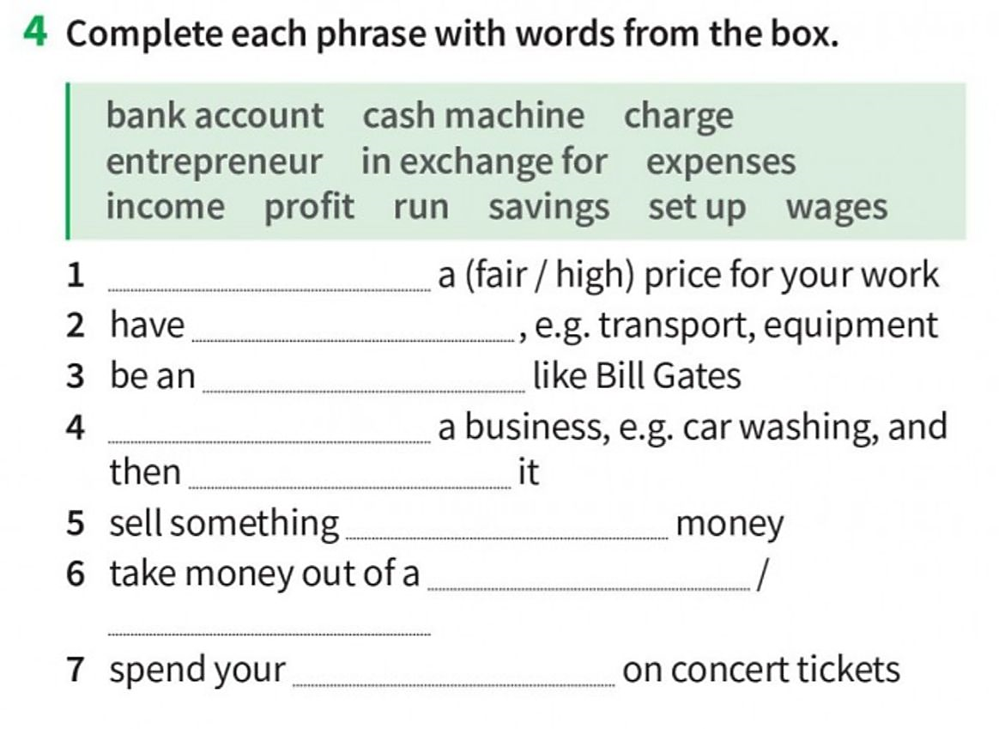 4 Complete each phrase with words from the box.
bank account cash machine charge
entrepreneur in exchange for expenses
income profit run savings set up wages
1 a (fair / high) price for your work
2 have , e.g. transport, equipment
3 be an like Bill Gates
4 a business, e.g. car washing, and
then it
5 sell something money
6 take money out of a /
7 spend your on concert tickets